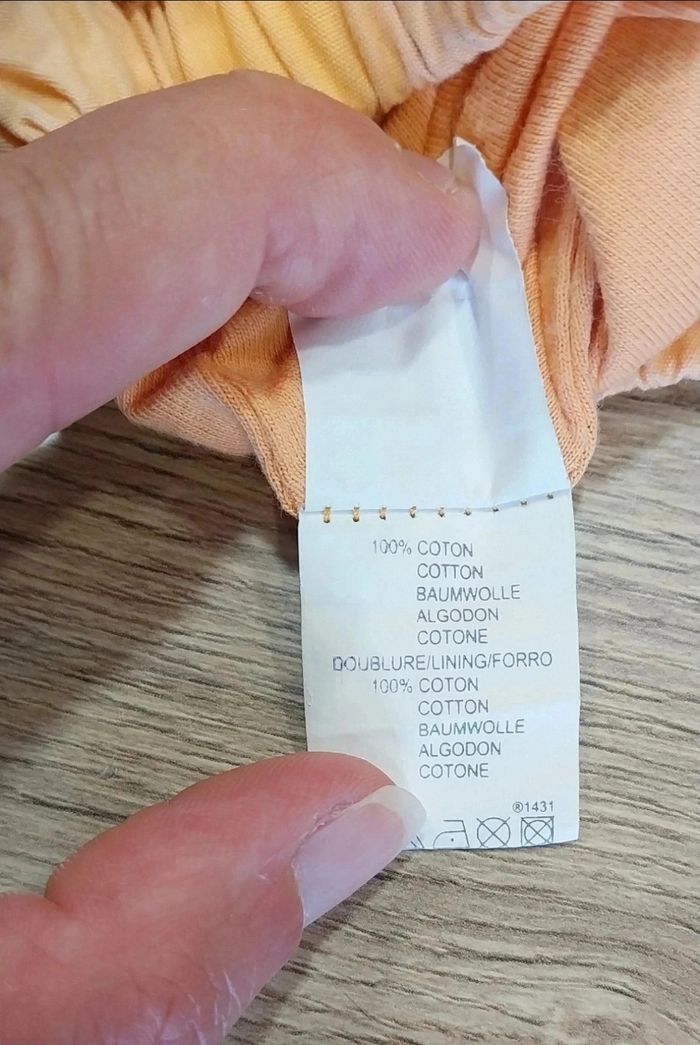 100% COTON
COTTON
BAUMWOLLE
ALGODON
COTONE
DOUBLURE/LINING/FORRO
100% COTON
COTTON
BAUMWOLLE
ALGODON
COTONE
®1431